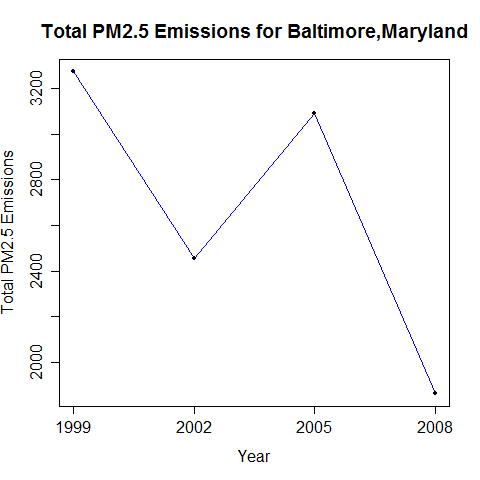 Total PM2.5 Emissions for Baltimore,Maryland
Total PM2.5 Emissions
3200
2800
2400
2000
1999 2002 2005 2008
Year